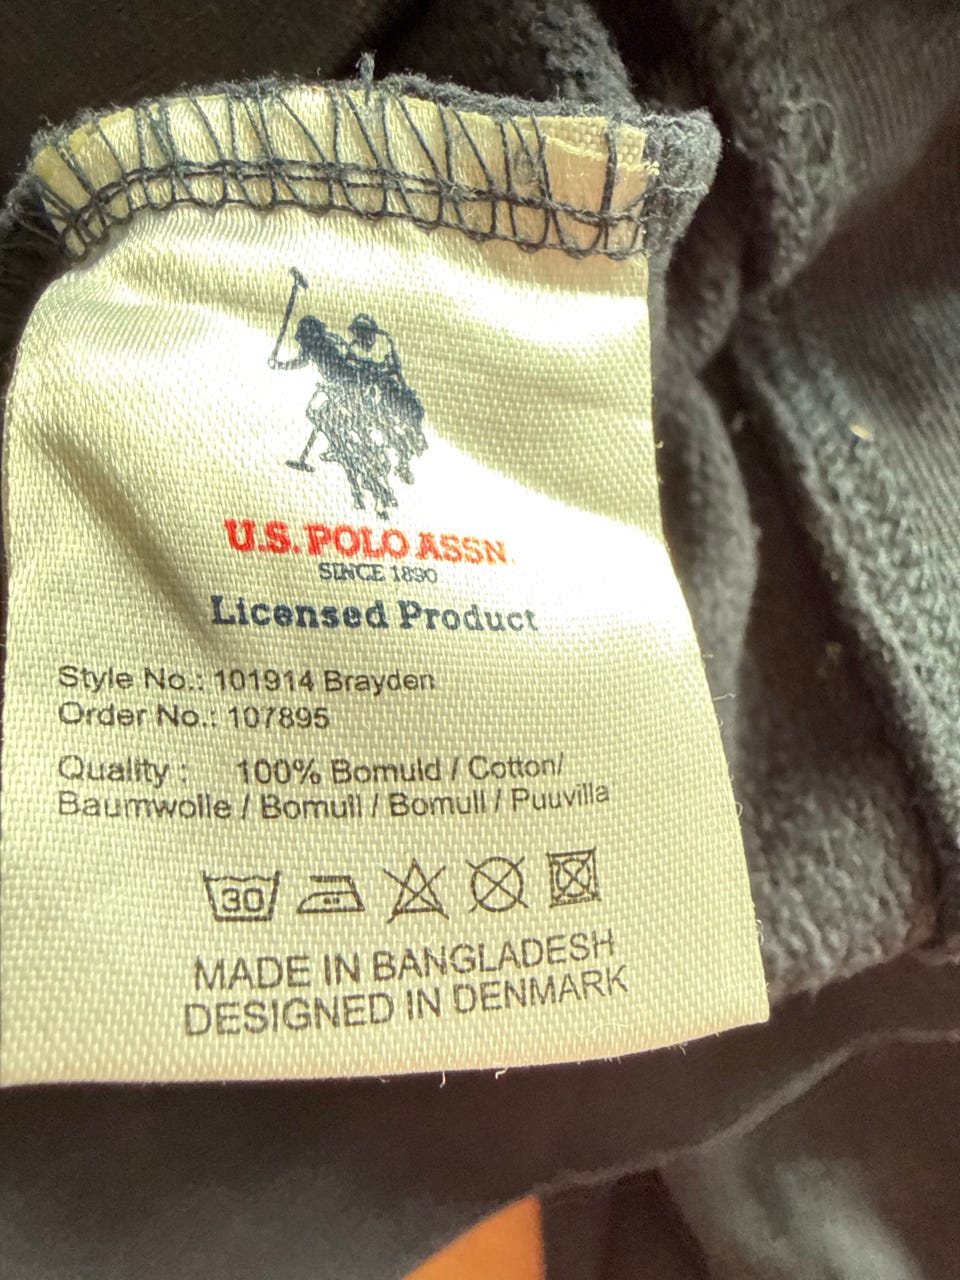 U.S. POLO ASSN.
SINCE 1890
Licensed Product
Style No.: 101914 Brayden
Order No.: 107895
Quality : 100% Bomuld / Cotton/
Baumwolle / Bomull / Bomull / Puuvilla
30
MADE IN BANGLADESH
DESIGNED IN DENMARK